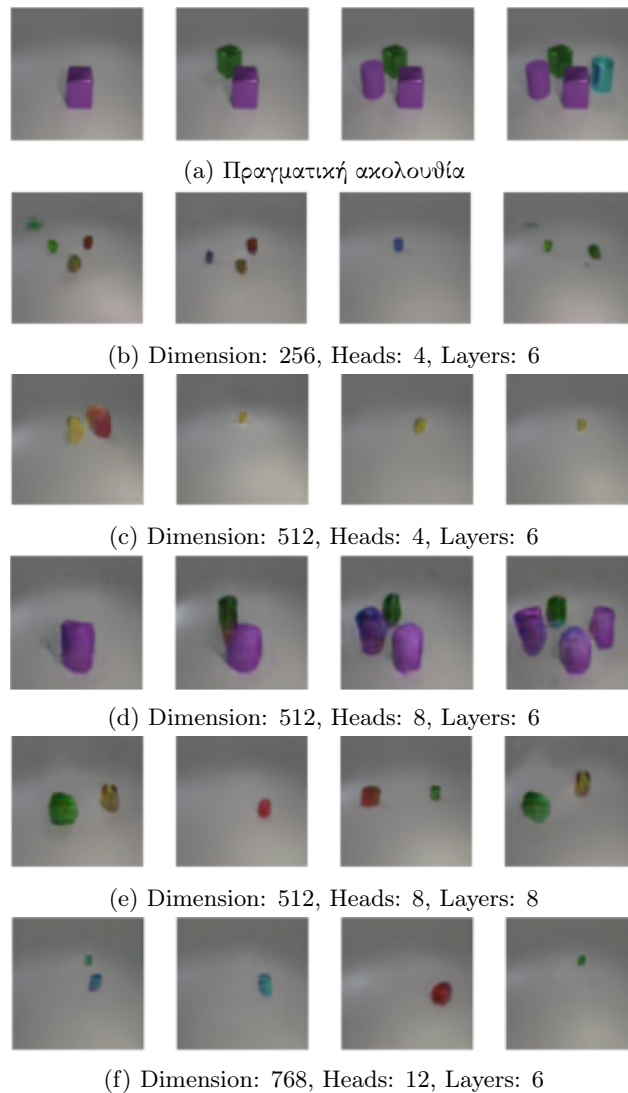 (a) Πραγματική ακολουθία
(b) Dimension: 256, Heads: 4, Layers: 6
(c) Dimension: 512, Heads: 4, Layers: 6
(d) Dimension: 512, Heads: 8, Layers: 6
(e) Dimension: 512, Heads: 8, Layers: 8
(f) Dimension: 768, Heads: 12, Layers: 6